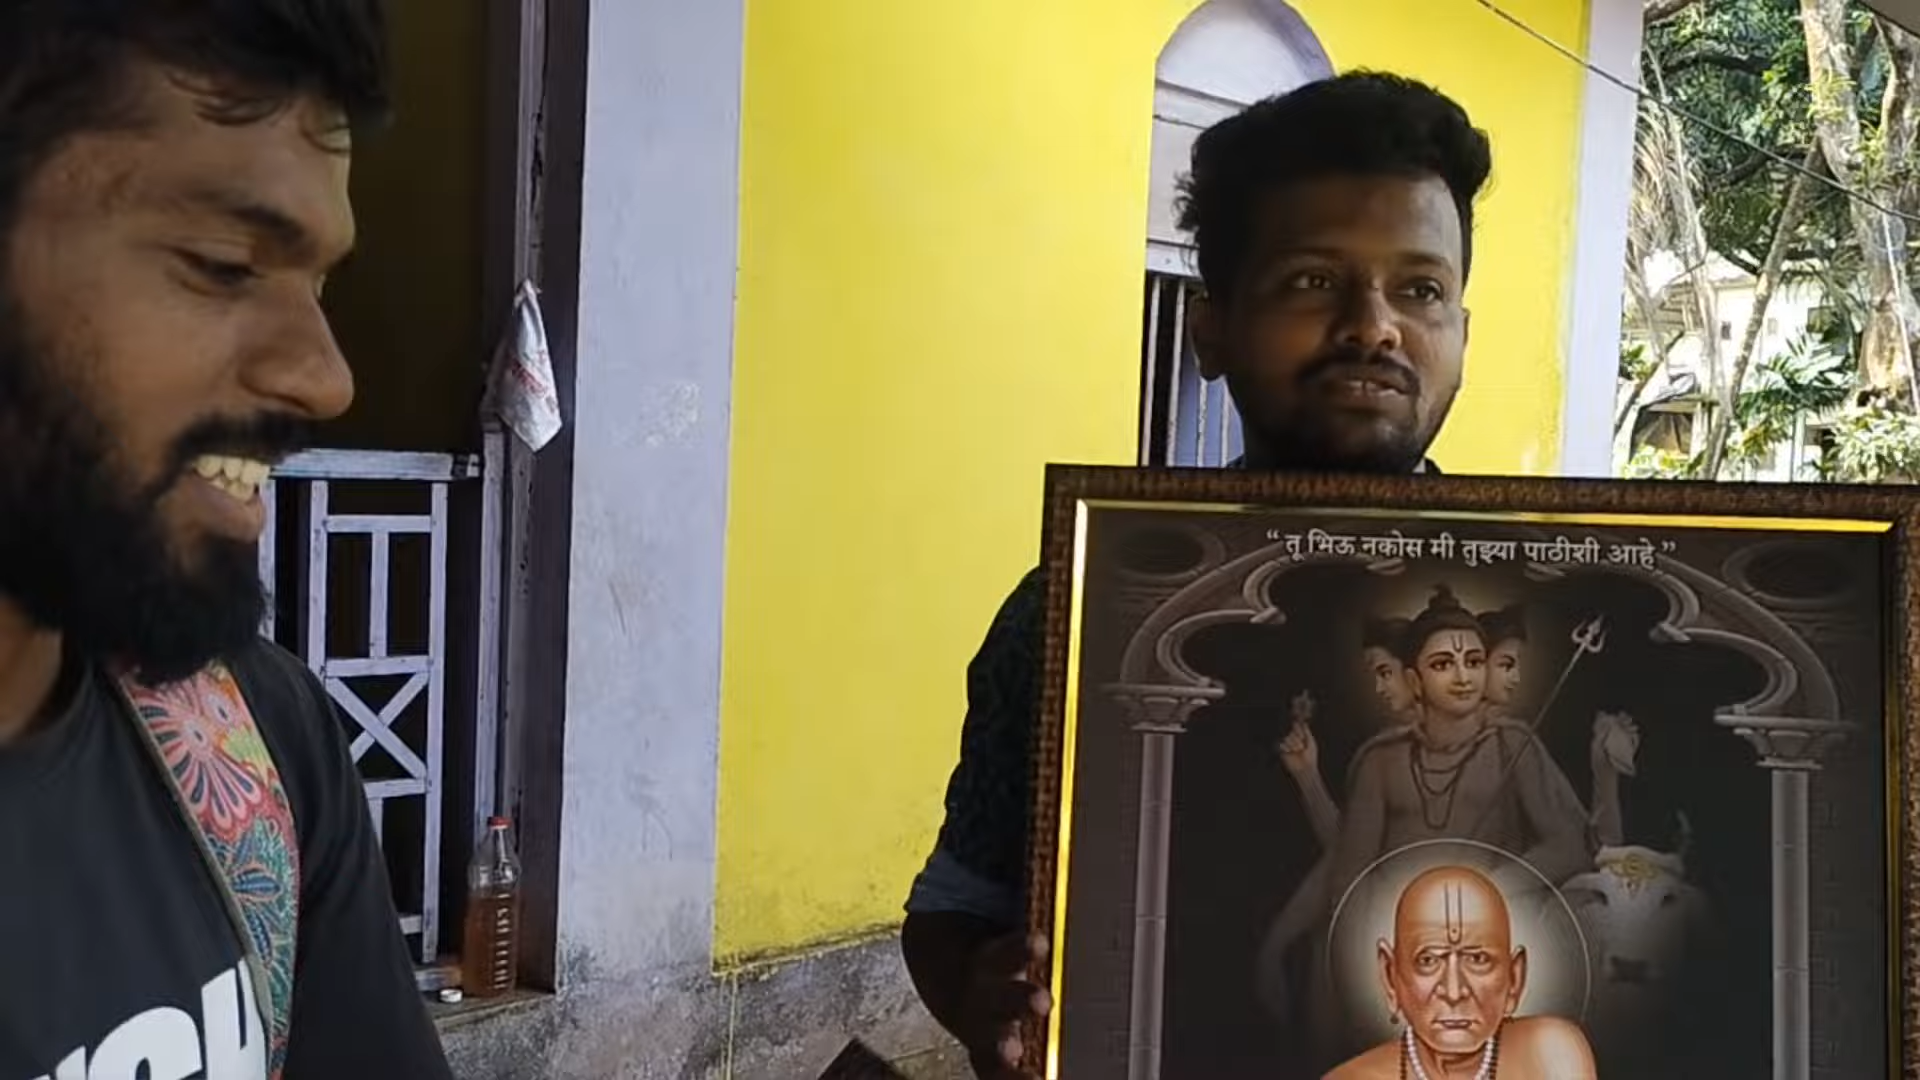 “ तू भिऊ नकोस मी तुझ्या पाठीशी आहे ”